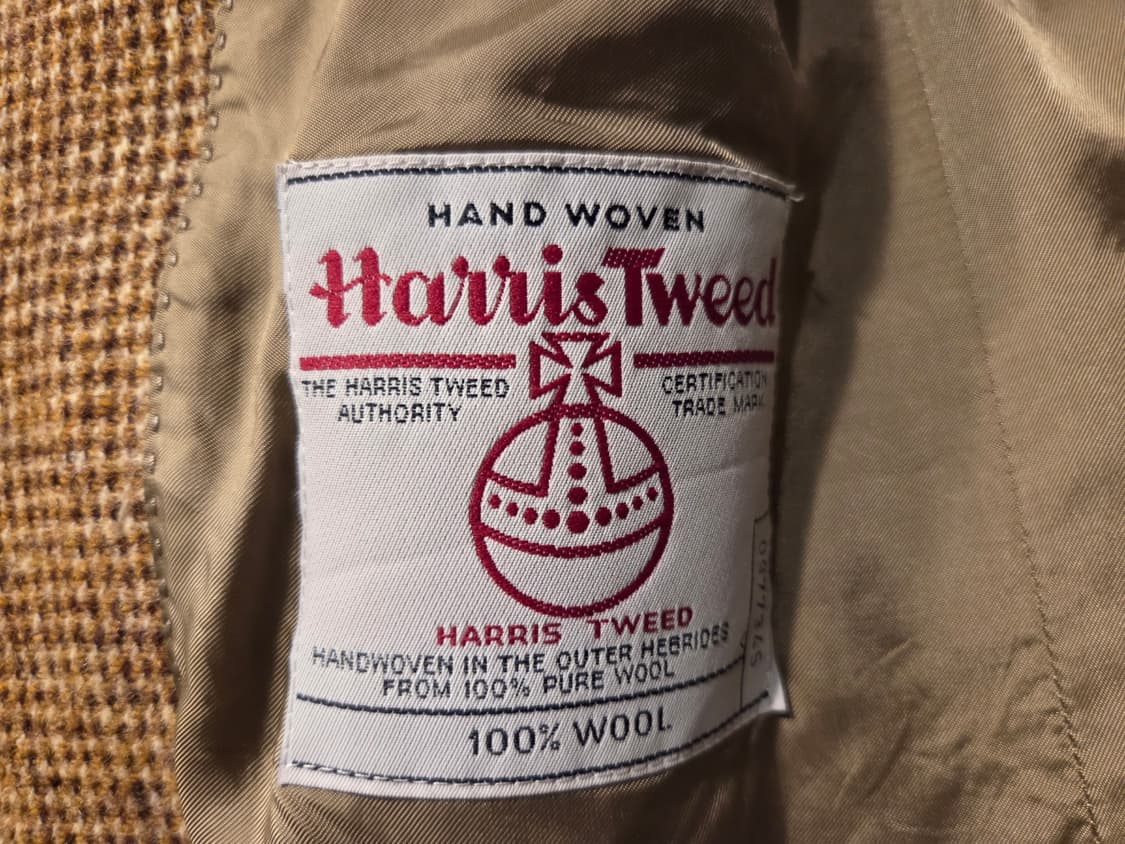 HAND WOVEN
Harris Tweed
THE HARRIS TWEED
AUTHORITY
CERTIFICATION
TRADE MARK
HARRIS TWEED
HANDWOVEN IN THE OUTER HEBRIDES
FROM 100% PURE WOOL
100% WOOL